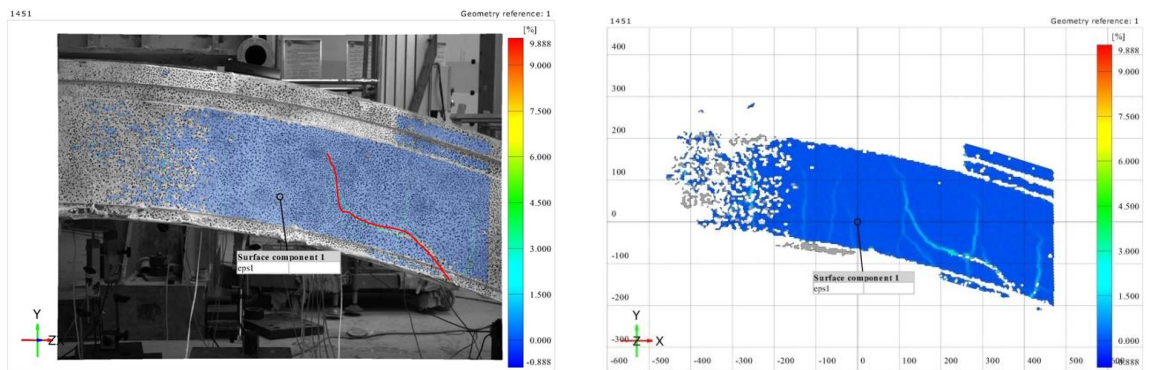 1451
Geometry reference: 1
[%]
9.888
9.000
7.500
6.000
4.500
3.000
1.500
0.000
-0.888
Surface component 1
eps1
Y
ZX
1451
Geometry reference: 1
[%]
9.888
9.000
7.500
6.000
4.500
3.000
1.500
0.000
400
300
200
100
0
-100
-200
300
Surface component 1
eps1
Y
Z X
-600 -500 -400 -300 -200 -100 0 100 200 300 400